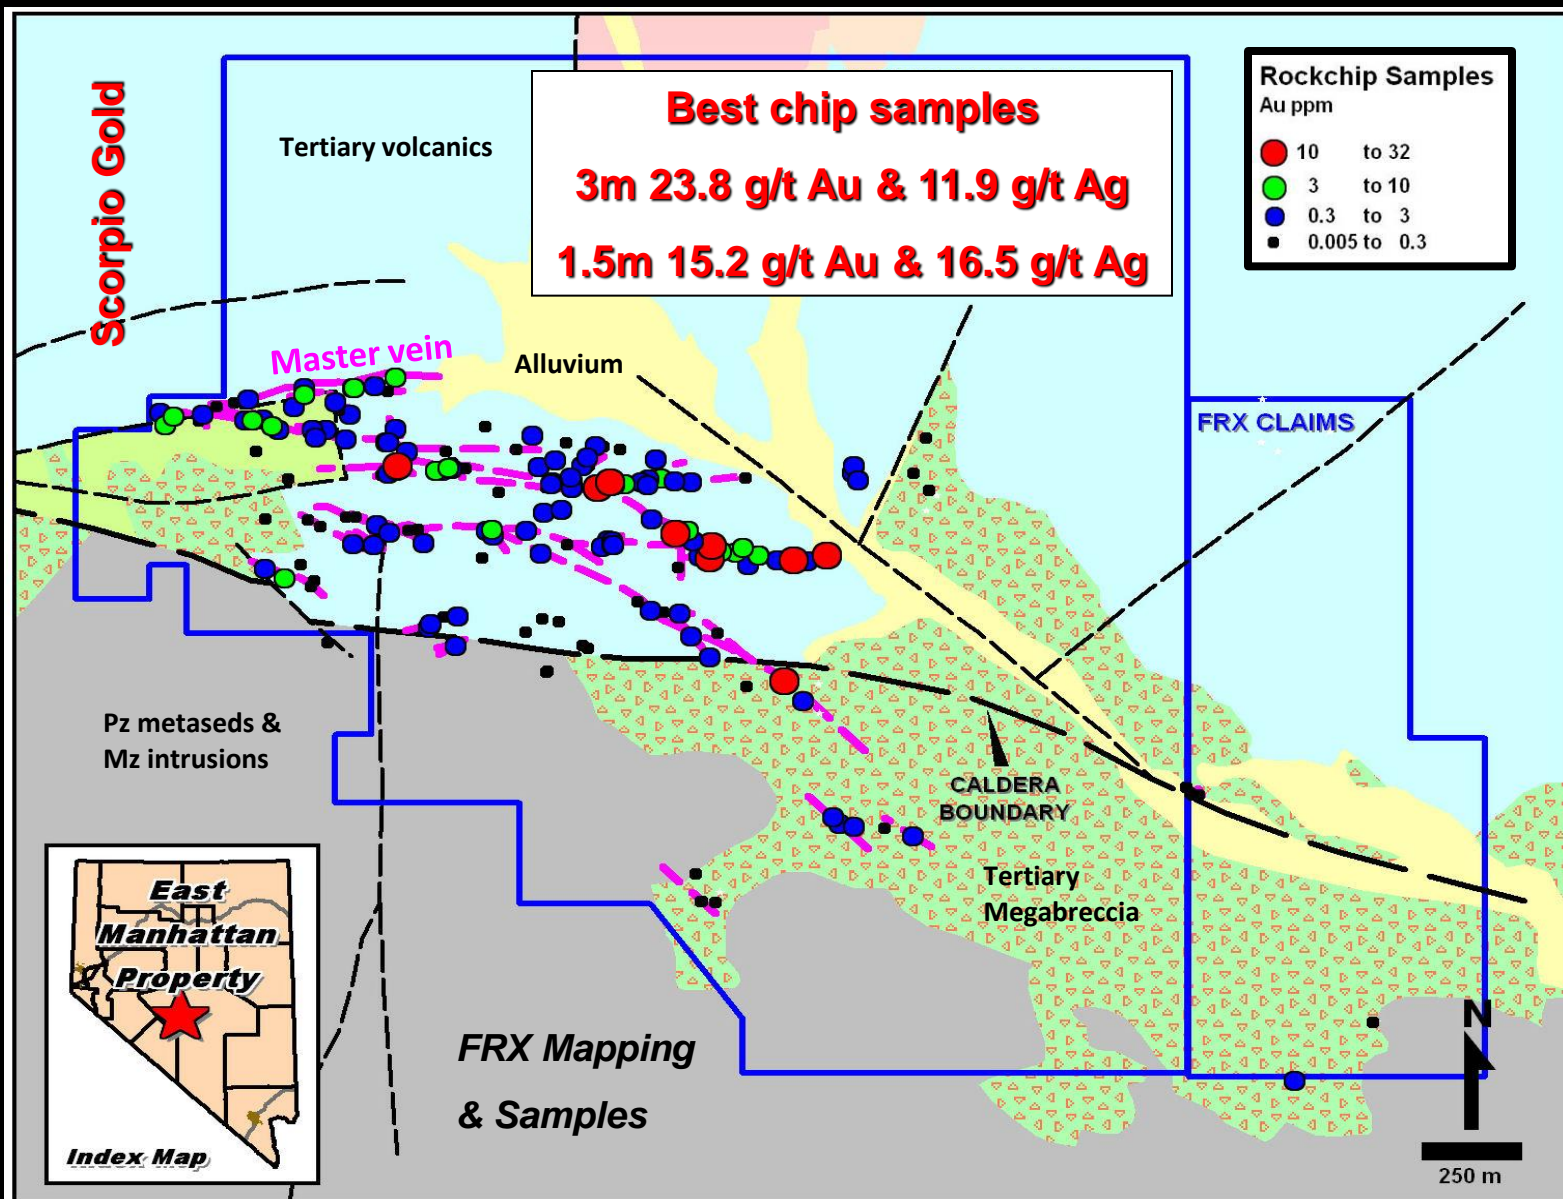 Scorpio Gold
Tertiary volcanics
Best chip samples
3m 23.8 g/t Au & 11.9 g/t Ag
1.5m 15.2 g/t Au & 16.5 g/t Ag
Rockchip Samples
Au ppm
10 to 32
3 to 10
0.3 to 3
0.005 to 0.3
Master vein
Alluvium
FRX CLAIMS
Pz metaseds &
Mz intrusions
CALDERA
BOUNDARY
Tertiary
Megabreccia
East
Manhattan
Property
Index Map
FRX Mapping
& Samples
N
250 m